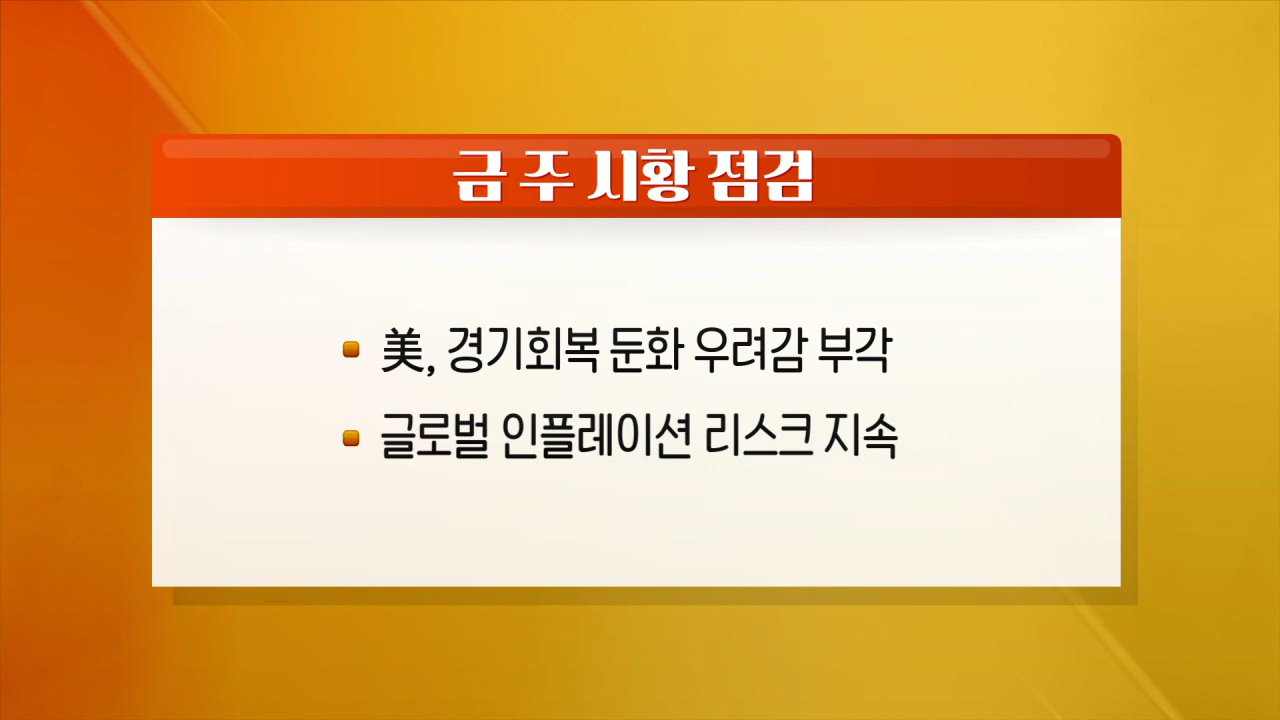 금 주 시황 점검
美, 경기회복 둔화 우려감 부각
글로벌 인플레이션 리스크 지속